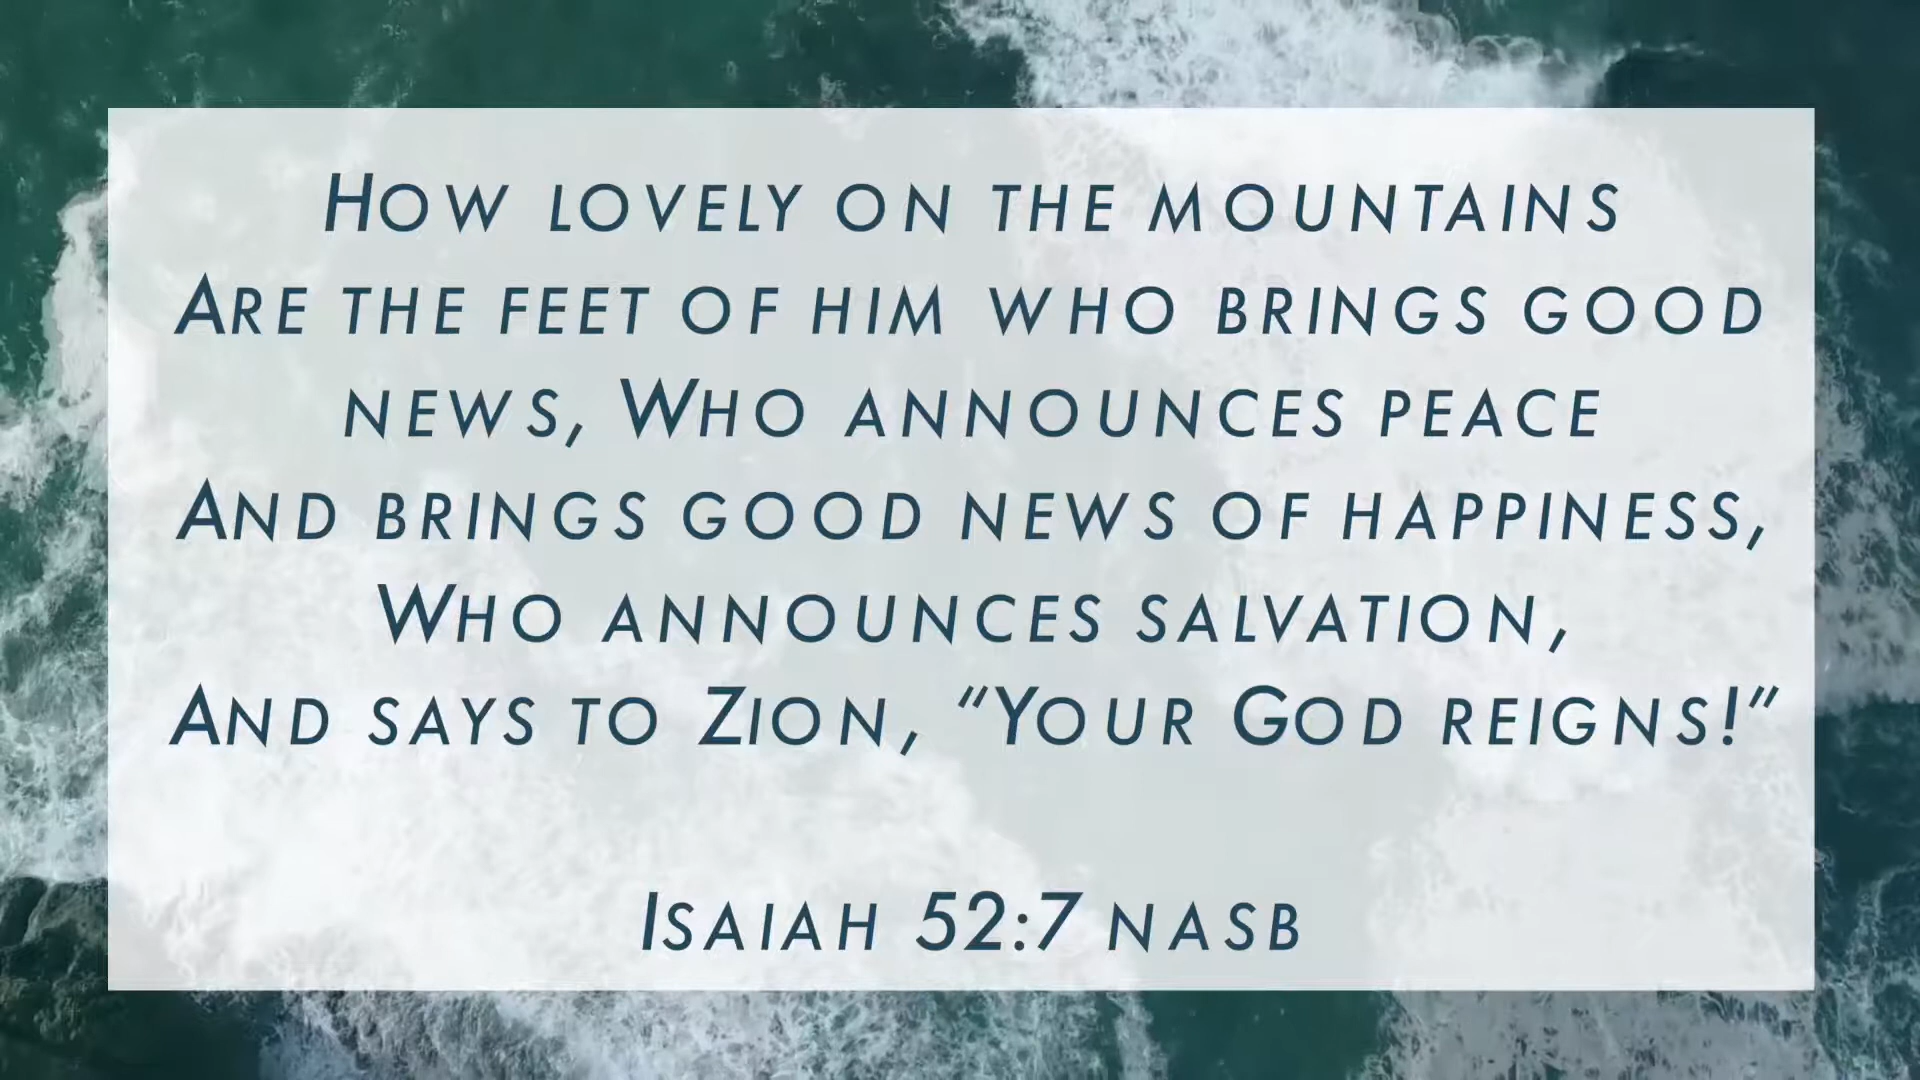 How lovely on the mountains
Are the feet of him who brings good
news, Who announces peace
And brings good news of happiness,
Who announces salvation,
And says to Zion, “Your God reigns!”
Isaiah 52:7 nasb